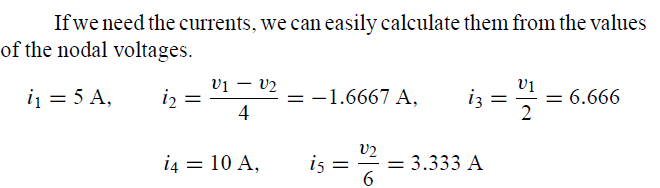 If we need the currents, we can easily calculate them from the values
of the nodal voltages.
i₁ = 5 A, i₂ = (v₁ − v₂)/4 = −1.6667 A, i₃ = v₁/2 = 6.666
i₄ = 10 A, i₅ = v₂/6 = 3.333 A